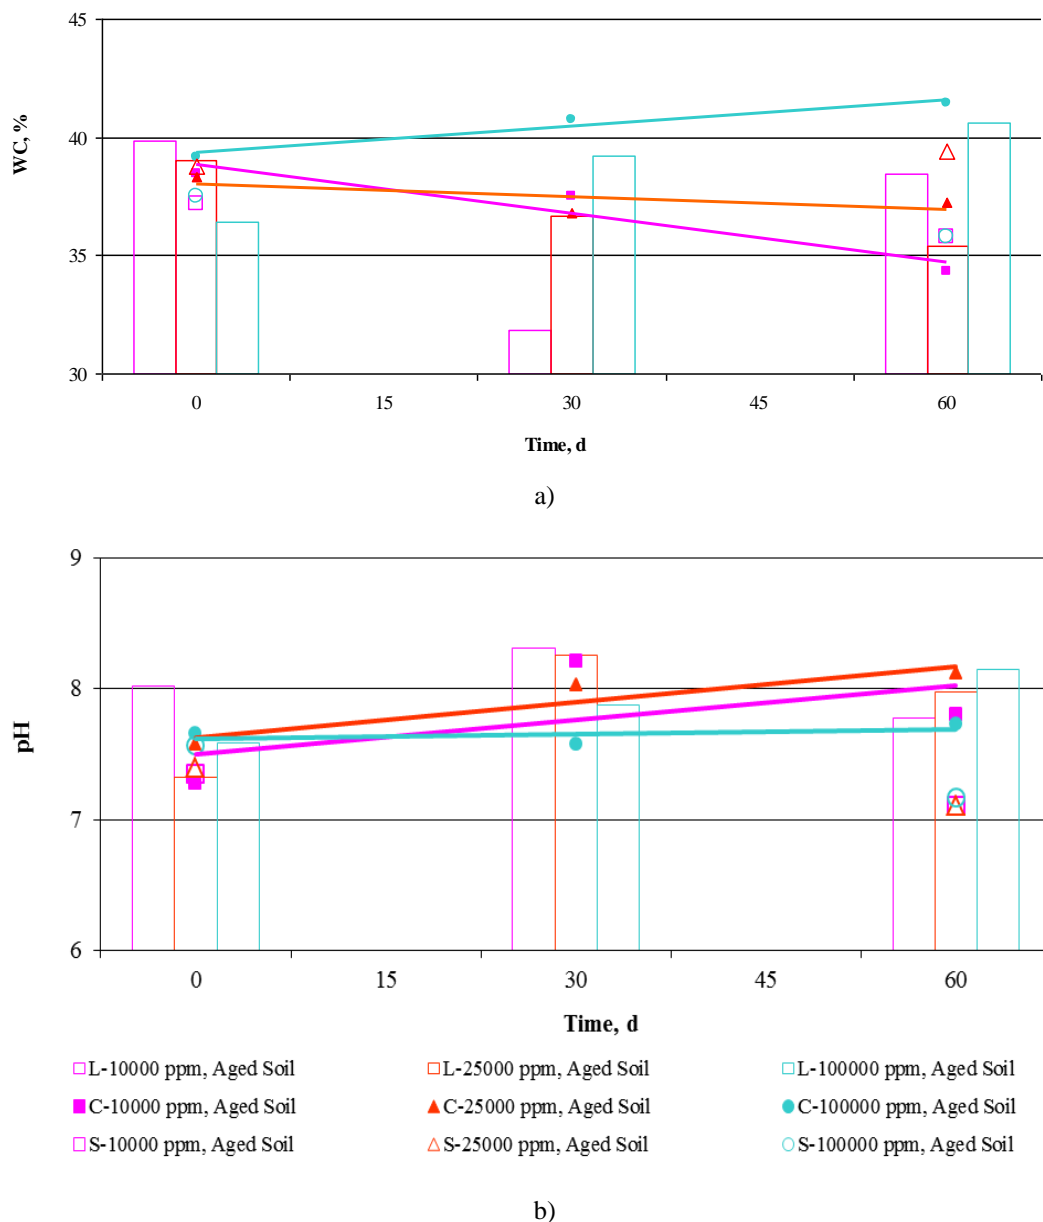 45
40
35
30
WC, %
0 15 30 45 60
Time, d
a)
9
8
7
6
pH
0 15 30 45 60
Time, d
L-10000 ppm, Aged Soil L-25000 ppm, Aged Soil L-100000 ppm, Aged Soil
C-10000 ppm, Aged Soil C-25000 ppm, Aged Soil C-100000 ppm, Aged Soil
S-10000 ppm, Aged Soil S-25000 ppm, Aged Soil S-100000 ppm, Aged Soil
b)